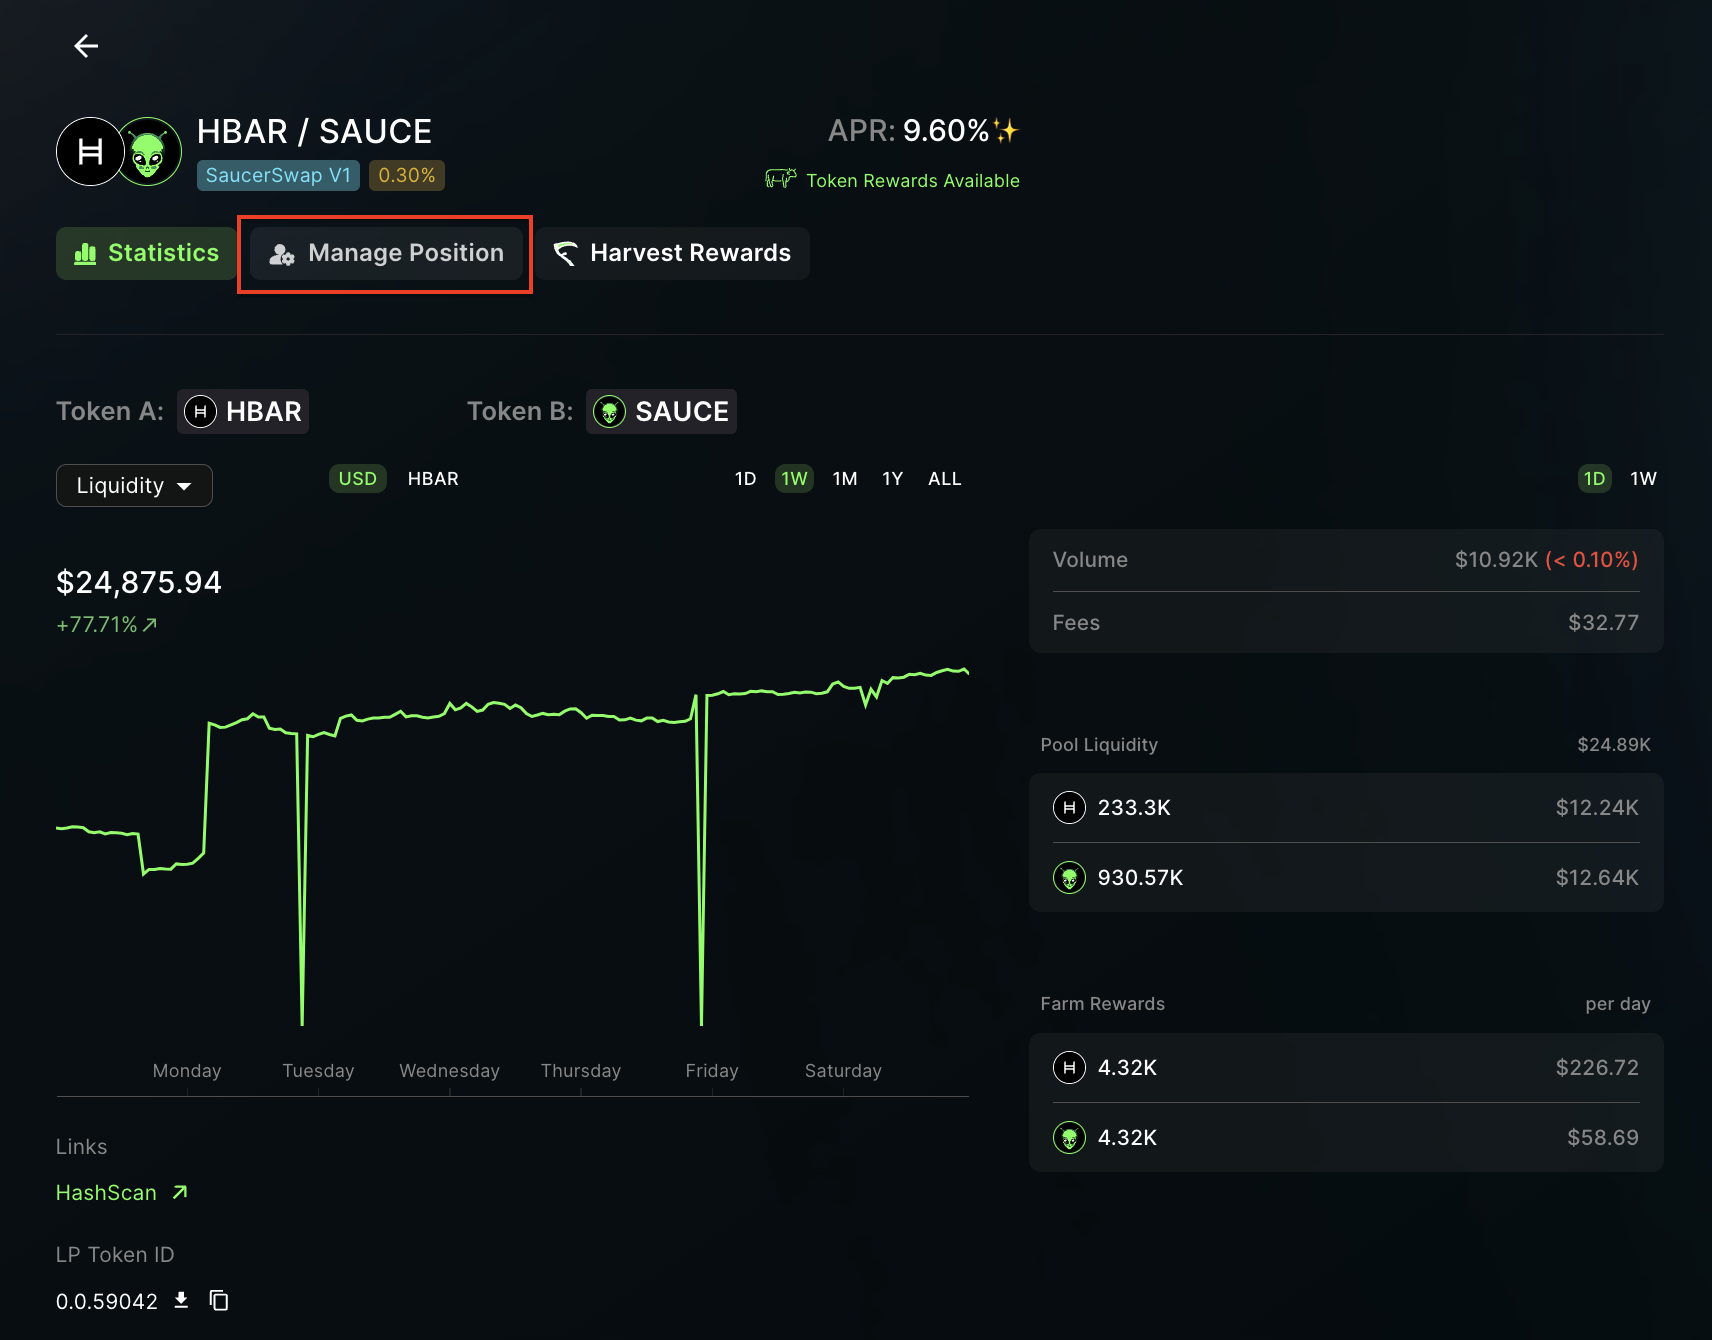 HBAR / SAUCE
SaucerSwap V1 0.30%
APR: 9.60%✨
Token Rewards Available
Statistics Manage Position Harvest Rewards
Token A: HBAR Token B: SAUCE
Liquidity USD HBAR 1D 1W 1M 1Y ALL 1D 1W
$24,875.94
+77.71%
Volume $10.92K (< 0.10%)
Fees $32.77
Pool Liquidity $24.89K
233.3K $12.24K
930.57K $12.64K
Farm Rewards per day
4.32K $226.72
4.32K $58.69
Monday Tuesday Wednesday Thursday Friday Saturday
Links
HashScan
LP Token ID
0.0.59042